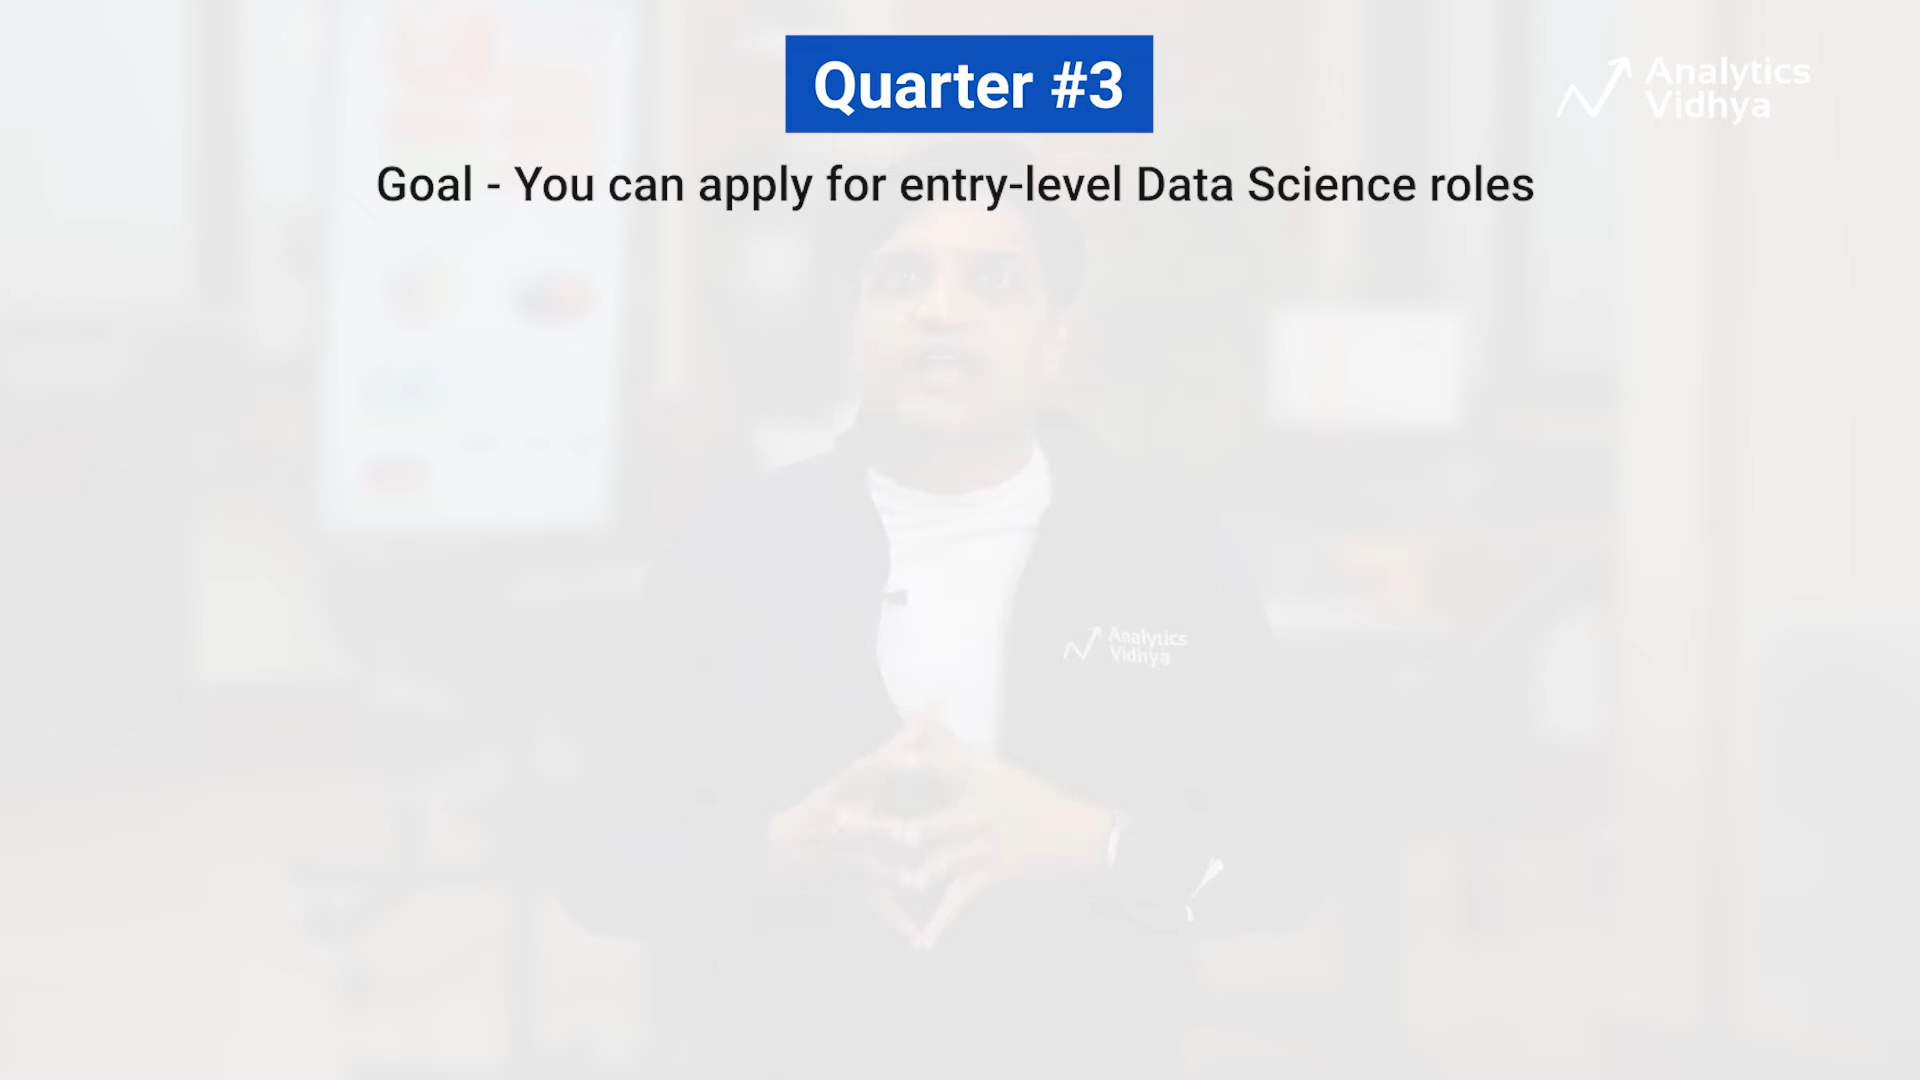 Quarter #3
Analytics
Vidhya
Goal - You can apply for entry-level Data Science roles
Analytics
Vidhya